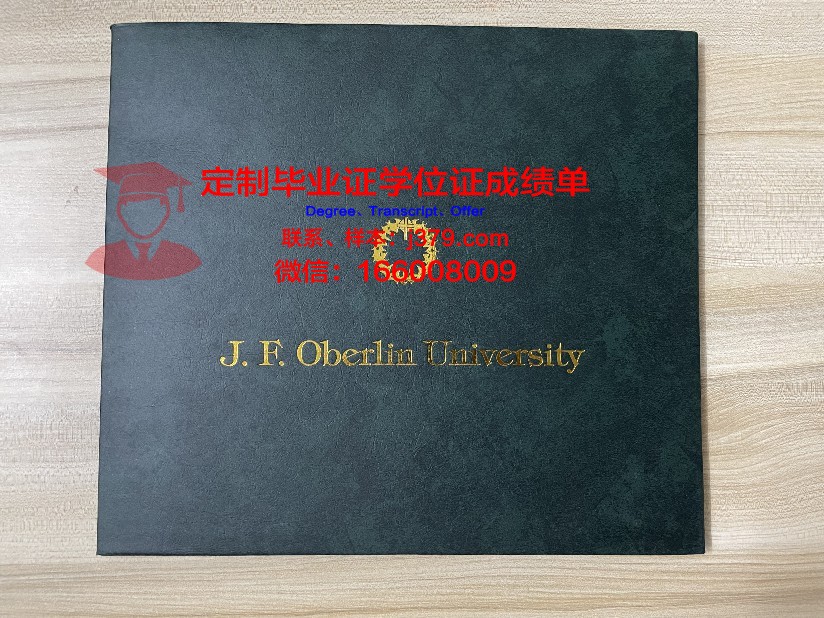 定制毕业证学位证成绩单
Degree、Transcript、Offer
联系、样本：j379.com
微信：166008009
J. F. Oberlin University